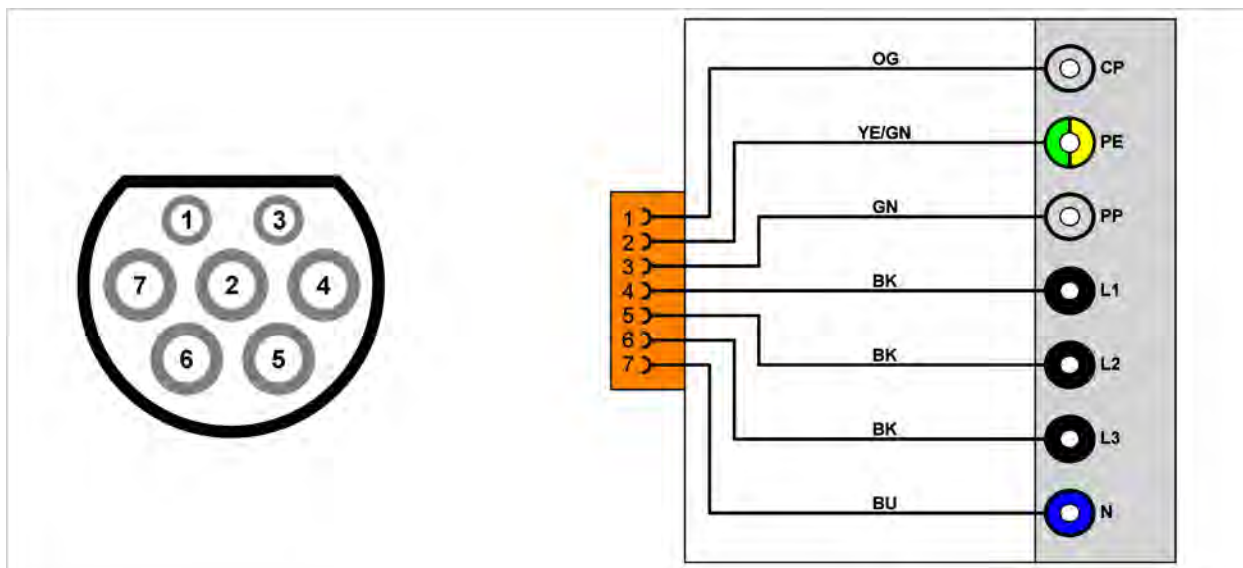 1 3
7 2 4
6 5
1
2
3
4
5
6
7
OG CP
YE/GN PE
GN PP
BK L1
BK L2
BK L3
BU N